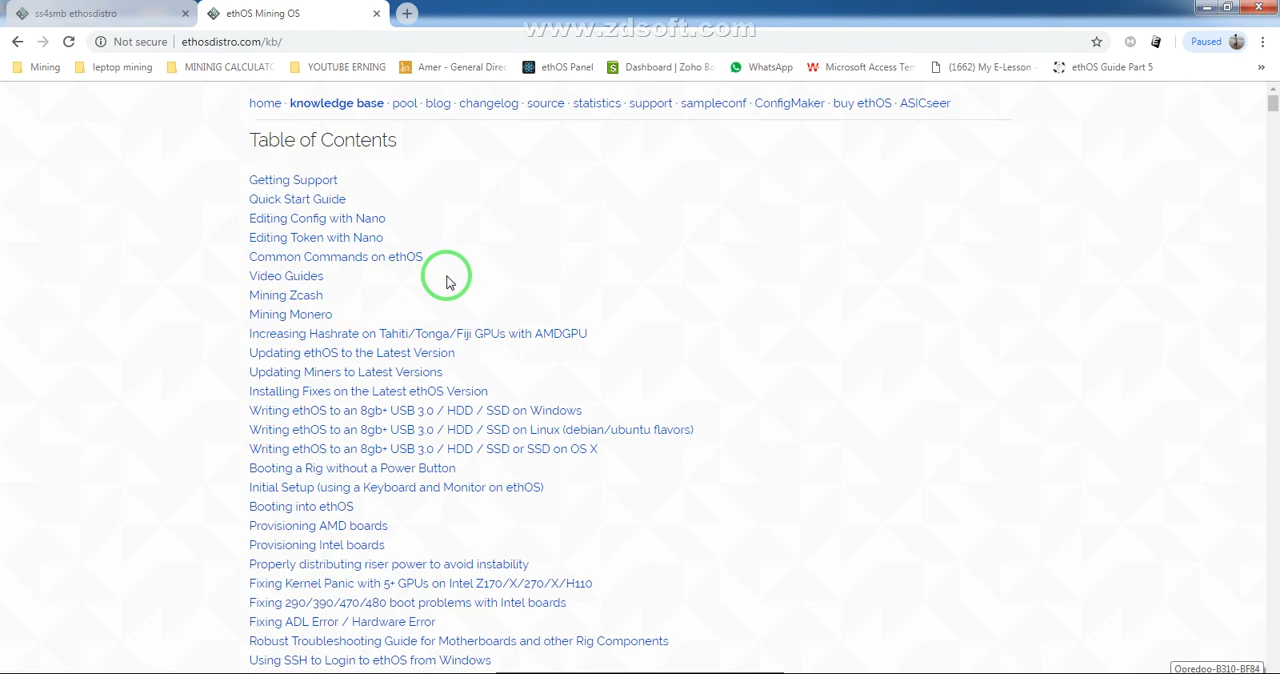 ss4smb ethosdistro
ethOS Mining OS
www.zdsoft.com
Not secure
ethosdistro.com/kb/
Paused
Mining
leptop mining
MINING CALCULATC
YOUTUBE ERNING
Amer - General Direc
ethOS Panel
Dashboard | Zoho Bo
WhatsApp
Microsoft Access Ten
(1662) My E-Lesson -
ethOS Guide Part 5
»
home · knowledge base · pool · blog · changelog · source · statistics · support · sampleconf · ConfigMaker · buy ethOS · ASICseer
Table of Contents
Getting Support
Quick Start Guide
Editing Config with Nano
Editing Token with Nano
Common Commands on ethOS
Video Guides
Mining Zcash
Mining Monero
Increasing Hashrate on Tahiti/Tonga/Fiji GPUs with AMDGPU
Updating ethOS to the Latest Version
Updating Miners to Latest Versions
Installing Fixes on the Latest ethOS Version
Writing ethOS to an 8gb+ USB 3.0 / HDD / SSD on Windows
Writing ethOS to an 8gb+ USB 3.0 / HDD / SSD on Linux (debian/ubuntu flavors)
Writing ethOS to an 8gb+ USB 3.0 / HDD / SSD or SSD on OS X
Booting a Rig without a Power Button
Initial Setup (using a Keyboard and Monitor on ethOS)
Booting into ethOS
Provisioning AMD boards
Provisioning Intel boards
Properly distributing riser power to avoid instability
Fixing Kernel Panic with 5+ GPUs on Intel Z170/X/270/X/H110
Fixing 290/390/470/480 boot problems with Intel boards
Fixing ADL Error / Hardware Error
Robust Troubleshooting Guide for Motherboards and other Rig Components
Using SSH to Login to ethOS from Windows
Ooredoo-B310-BF84